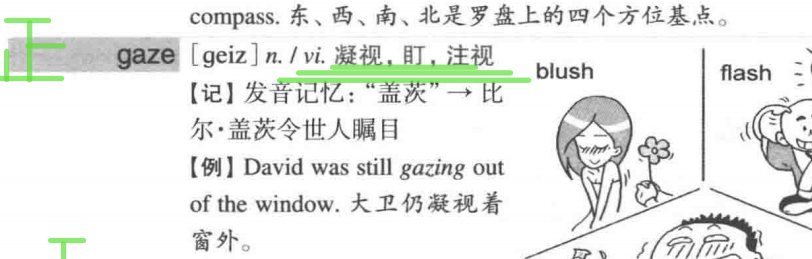 compass. 东、西、南、北是罗盘上的四个方位基点。
gaze [ɡeiz] n. / vi. 凝视，盯，注视
【记】发音记忆：“盖茨” → 比
尔·盖茨令世人瞩目
【例】David was still gazing out
of the window. 大卫仍凝视着
窗外。
blush
flash
正